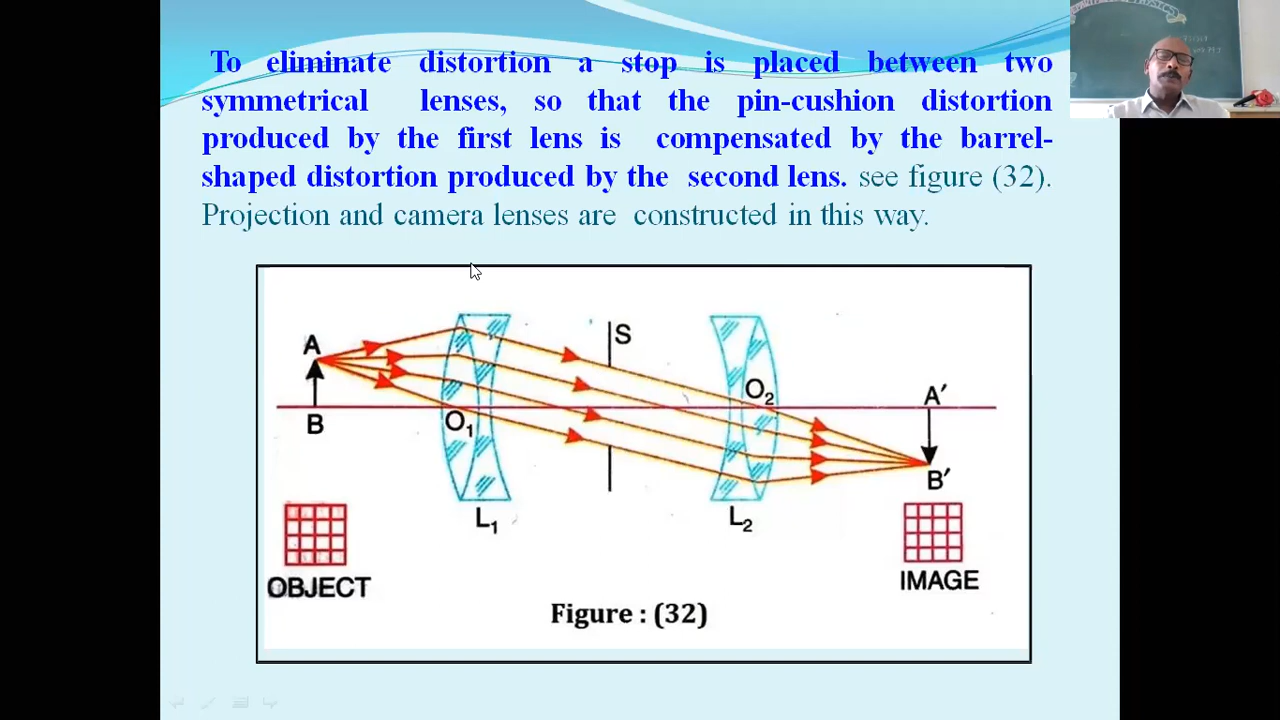 To eliminate distortion a stop is placed between two
symmetrical lenses, so that the pin-cushion distortion
produced by the first lens is compensated by the barrel-
shaped distortion produced by the second lens. see figure (32).
Projection and camera lenses are constructed in this way.
A
S
O₂
A′
B
O₁
B′
L₁
L₂
OBJECT
IMAGE
Figure : (32)